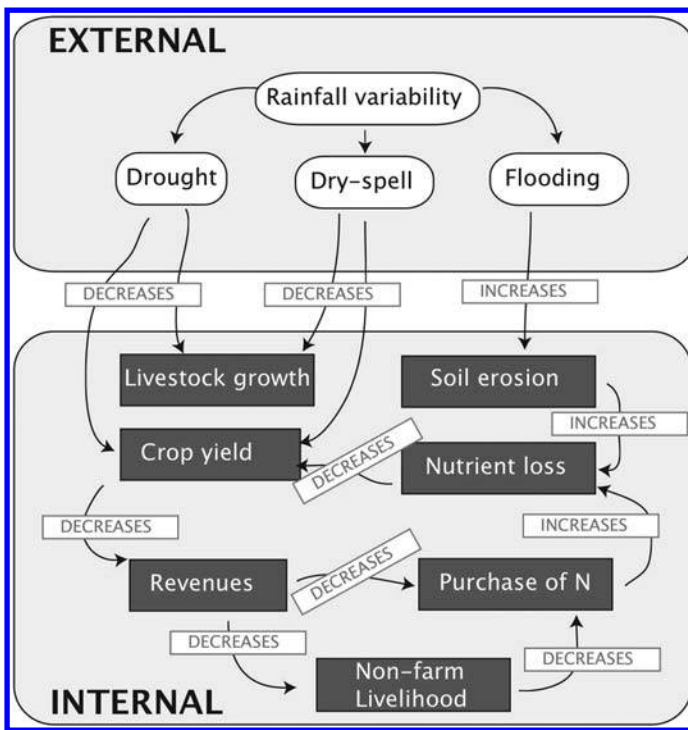 EXTERNAL
Rainfall variability
Drought
Dry-spell
Flooding
DECREASES
DECREASES
INCREASES
Livestock growth
Soil erosion
INCREASES
Crop yield
DECREASES
Nutrient loss
DECREASES
INCREASES
Revenues
DECREASES
Purchase of N
DECREASES
Non-farm
Livelihood
DECREASES
INTERNAL